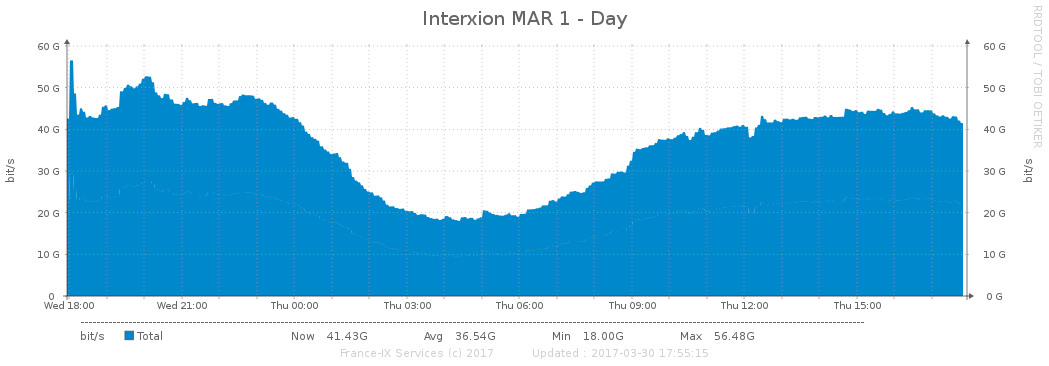 Interxion MAR 1 - Day
RRDTOOL / TOBI OETIKER
60 G 60 G
50 G 50 G
40 G 40 G
30 G 30 G
20 G 20 G
10 G 10 G
0 0 G
bit/s bit/s
Wed 18:00 Wed 21:00 Thu 00:00 Thu 03:00 Thu 06:00 Thu 09:00 Thu 12:00 Thu 15:00
bit/s Total Now 41.43G Avg 36.54G Min 18.00G Max 56.48G
France-IX Services (c) 2017 Updated : 2017-03-30 17:55:15